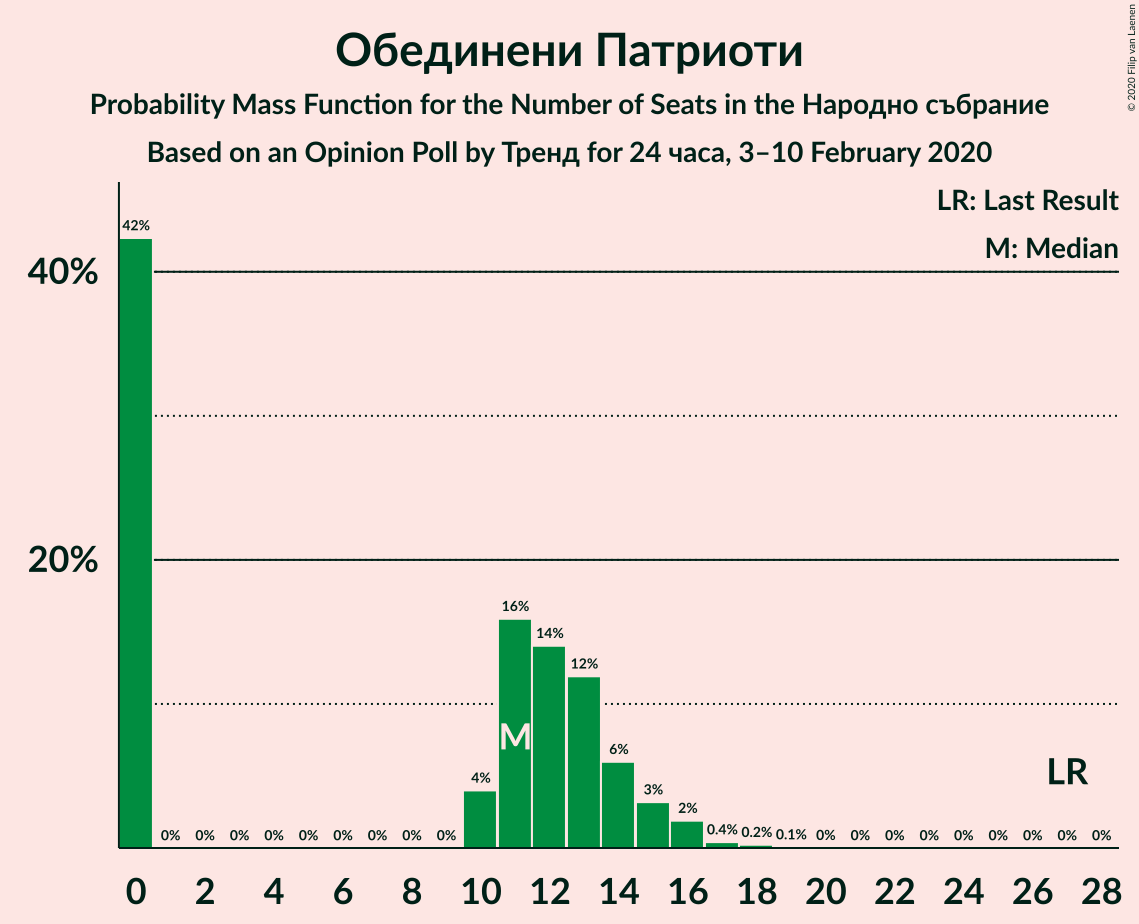 Обединени Патриоти
Probability Mass Function for the Number of Seats in the Народно събрание
Based on an Opinion Poll by Тренд for 24 часа, 3–10 February 2020
© 2020 Filip van Laenen
LR: Last Result
M: Median
40%
20%
42%
0% 0% 0% 0% 0% 0% 0% 0% 0% 4% 16% 14% 12% 6% 3% 2% 0.4% 0.2% 0.1% 0% 0% 0% 0% 0% 0% 0% 0% 0%
M
LR
0 2 4 6 8 10 12 14 16 18 20 22 24 26 28